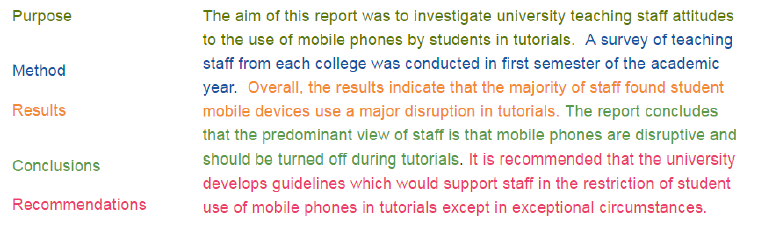 Purpose
The aim of this report was to investigate university teaching staff attitudes
to the use of mobile phones by students in tutorials. A survey of teaching
Method
staff from each college was conducted in first semester of the academic
year. Overall, the results indicate that the majority of staff found student
Results
mobile devices use a major disruption in tutorials. The report concludes
that the predominant view of staff is that mobile phones are disruptive and
Conclusions
should be turned off during tutorials. It is recommended that the university
develops guidelines which would support staff in the restriction of student
Recommendations
use of mobile phones in tutorials except in exceptional circumstances.